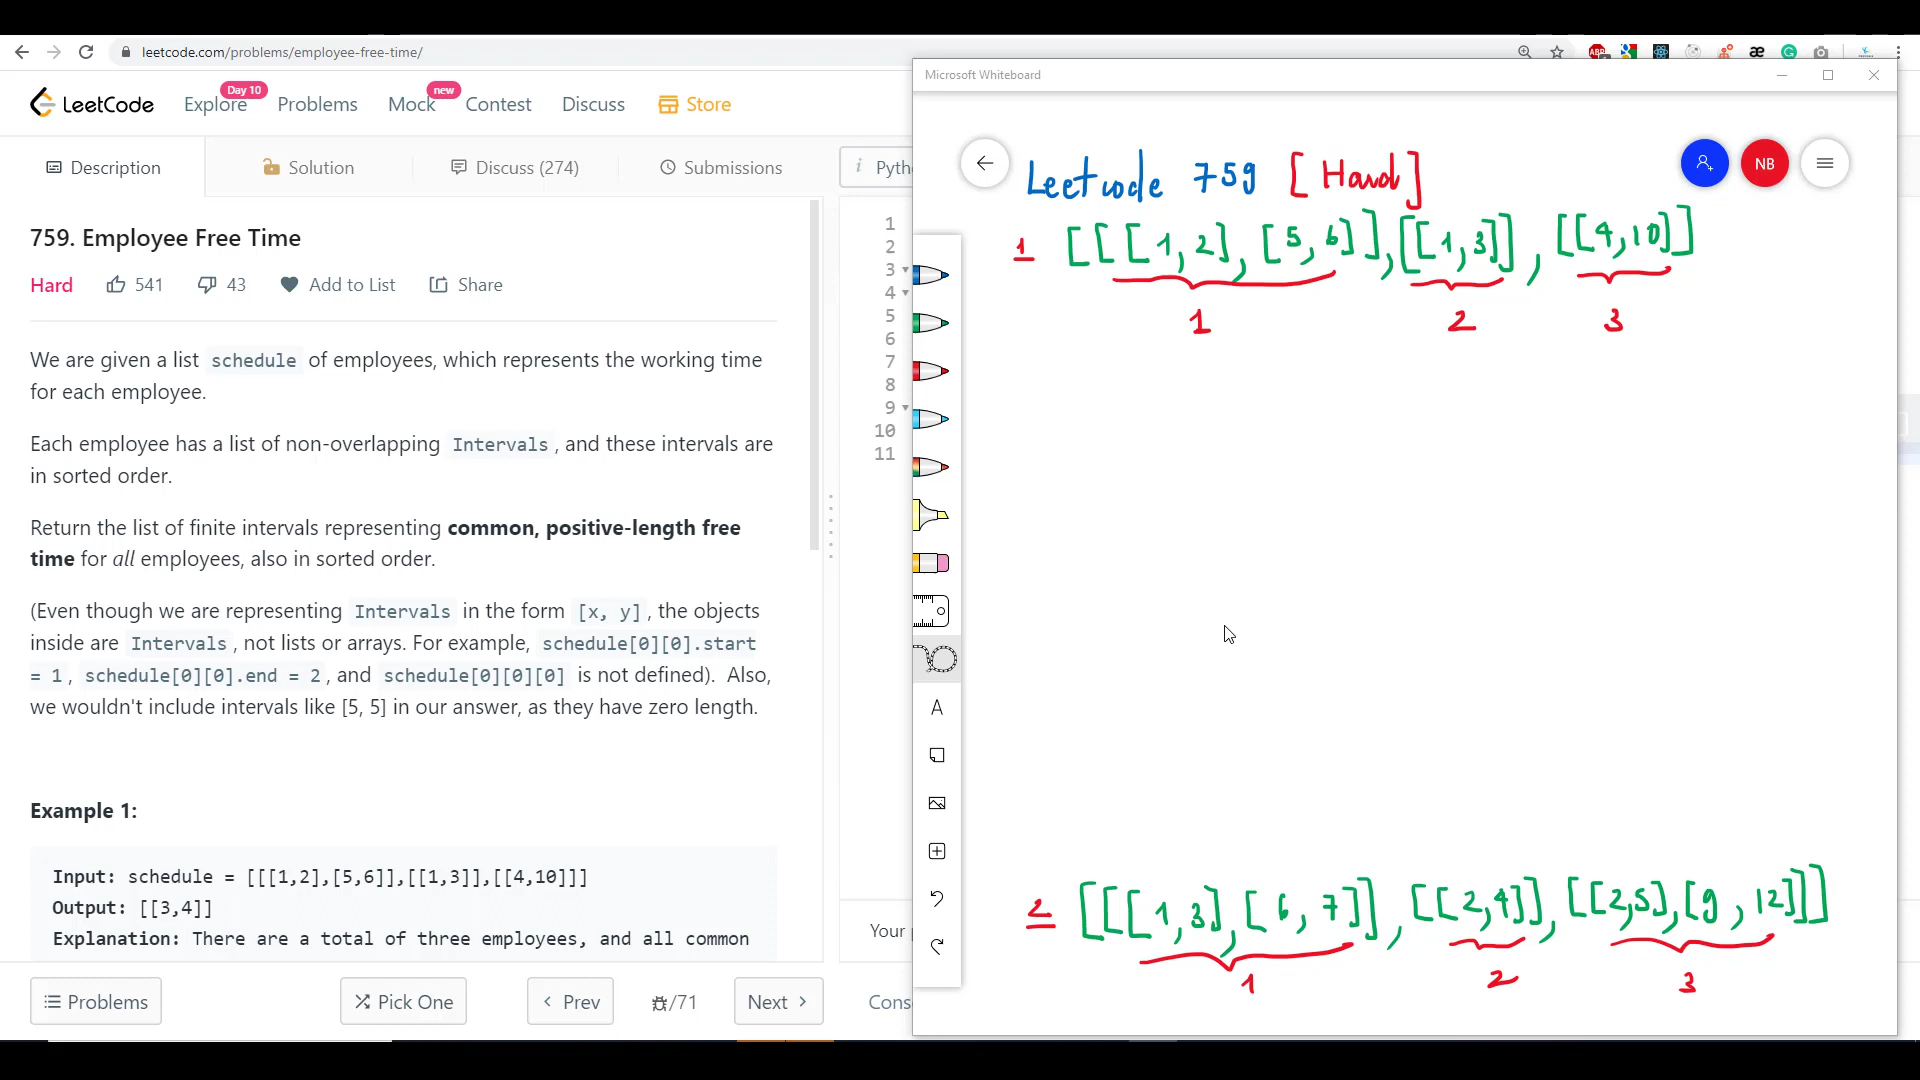 leetcode.com/problems/employee-free-time/
ABP
æ
Microsoft Whiteboard
LeetCode
Explore
Day 10
Problems
Mock
new
Contest
Discuss
Store
Description
Solution
Discuss (274)
Submissions
i
Pyth
759. Employee Free Time
Hard
541
43
Add to List
Share
We are given a list schedule of employees, which represents the working time
for each employee.
Each employee has a list of non-overlapping Intervals , and these intervals are
in sorted order.
Return the list of finite intervals representing common, positive-length free
time for all employees, also in sorted order.
(Even though we are representing Intervals in the form [x, y] , the objects
inside are Intervals , not lists or arrays. For example, schedule[0][0].start
= 1 , schedule[0][0].end = 2 , and schedule[0][0][0] is not defined). Also,
we wouldn't include intervals like [5, 5] in our answer, as they have zero length.
Example 1:
Input: schedule = [[[1,2],[5,6]],[[1,3]],[[4,10]]]
Output: [[3,4]]
Explanation: There are a total of three employees, and all common
Problems
Pick One
Prev
/71
Next
1
2
3
4
5
6
7
8
9
10
11
Your p
Cons
NB
A
Leetcode 759 [Hard]
1 [[[1,2],[5,6]],[[1,3]],[[4,10]]
1 2 3
2 [[[1,3],[6,7]],[[2,4]],[[2,5],[9,12]]]
1 2 3